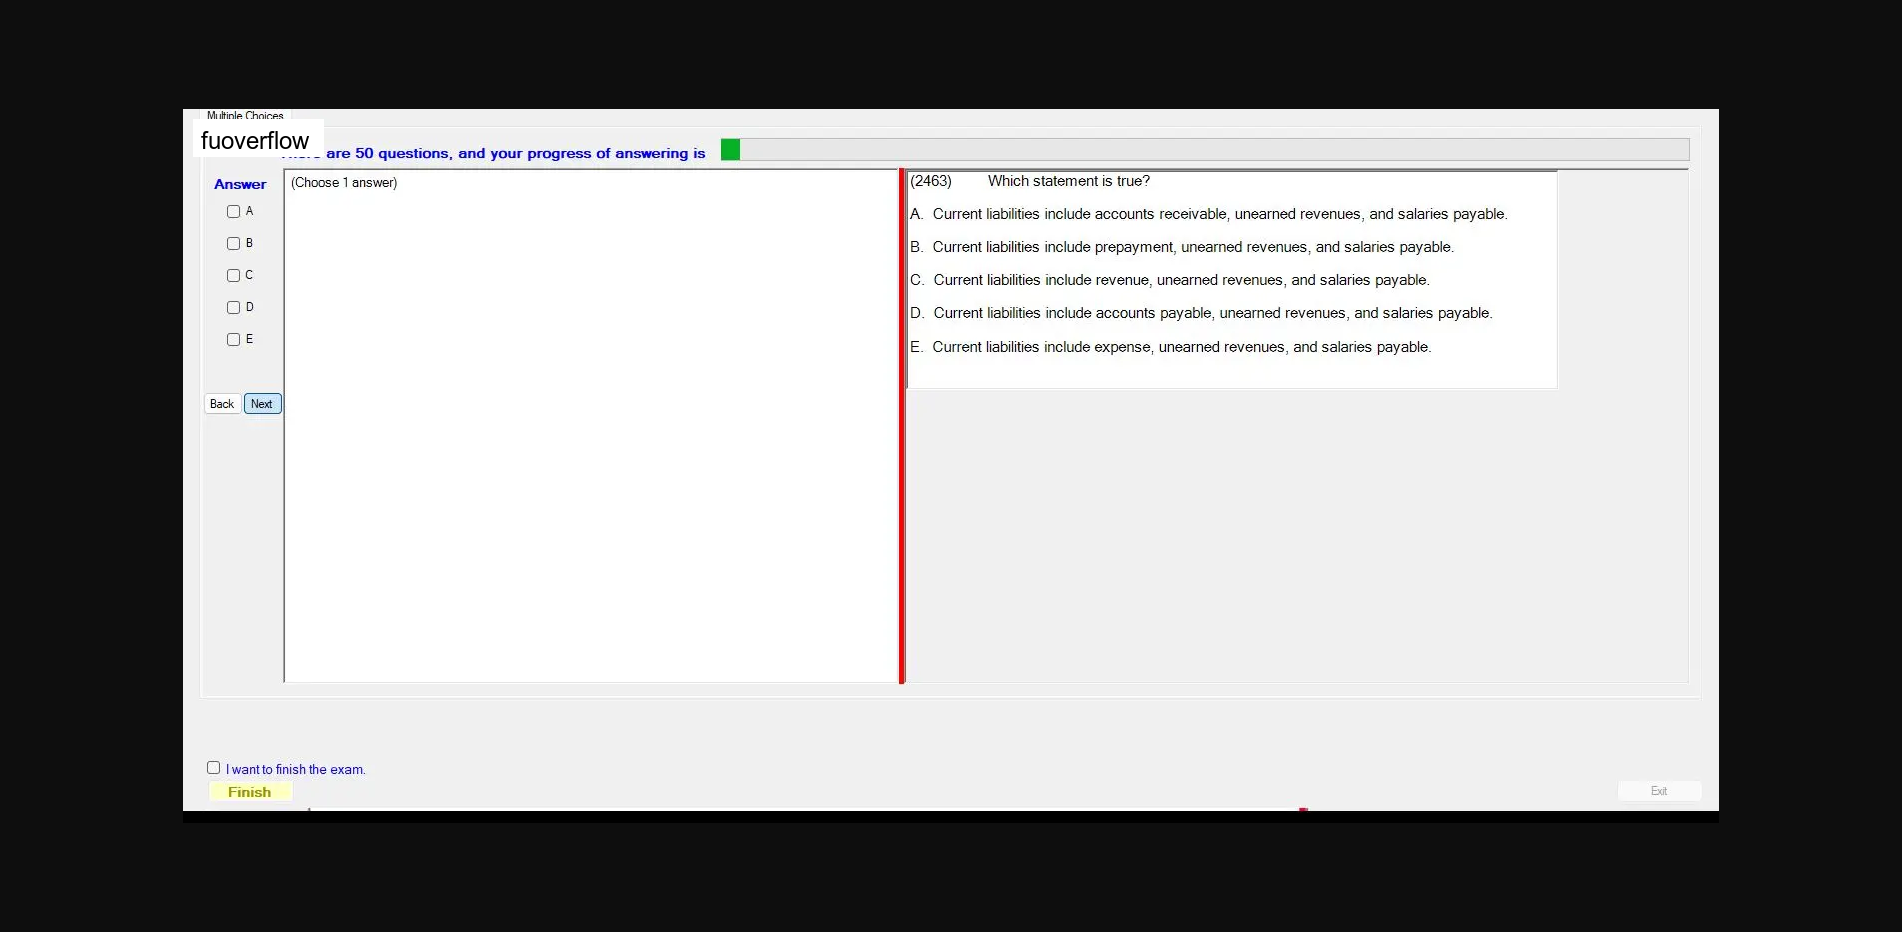 Multiple Choices
fuoverflow
are 50 questions, and your progress of answering is
Answer
(Choose 1 answer)
A
B
C
D
E
Back Next
(2463) Which statement is true?
A. Current liabilities include accounts receivable, unearned revenues, and salaries payable.
B. Current liabilities include prepayment, unearned revenues, and salaries payable.
C. Current liabilities include revenue, unearned revenues, and salaries payable.
D. Current liabilities include accounts payable, unearned revenues, and salaries payable.
E. Current liabilities include expense, unearned revenues, and salaries payable.
I want to finish the exam.
Finish
Exit